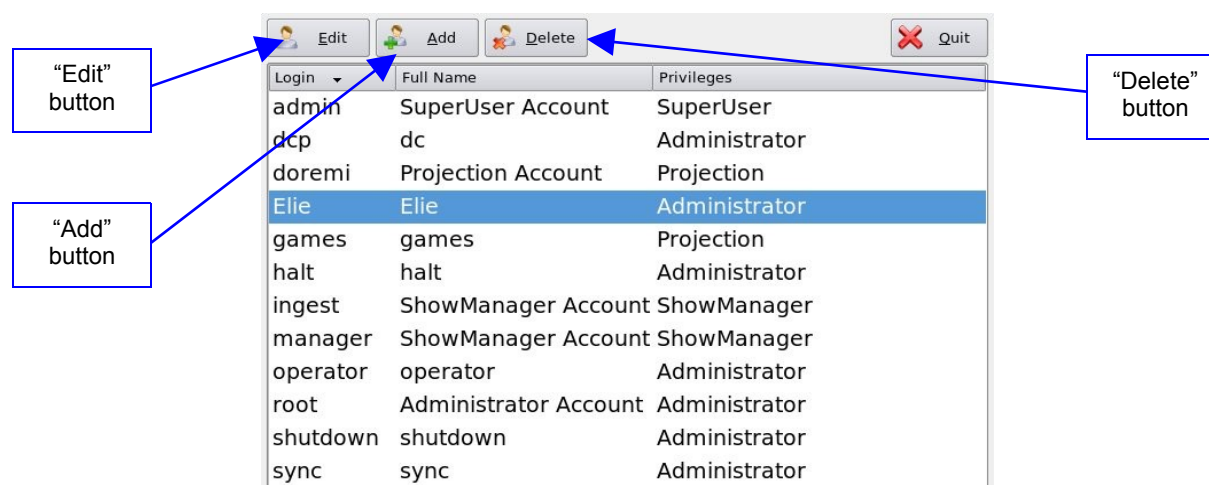 Edit Add Delete Quit
“Edit”
button
“Delete”
button
“Add”
button
Login Full Name Privileges
admin SuperUser Account SuperUser
dcp dc Administrator
doremi Projection Account Projection
Elie Elie Administrator
games games Projection
halt halt Administrator
ingest ShowManager Account ShowManager
manager ShowManager Account ShowManager
operator operator Administrator
root Administrator Account Administrator
shutdown shutdown Administrator
sync sync Administrator